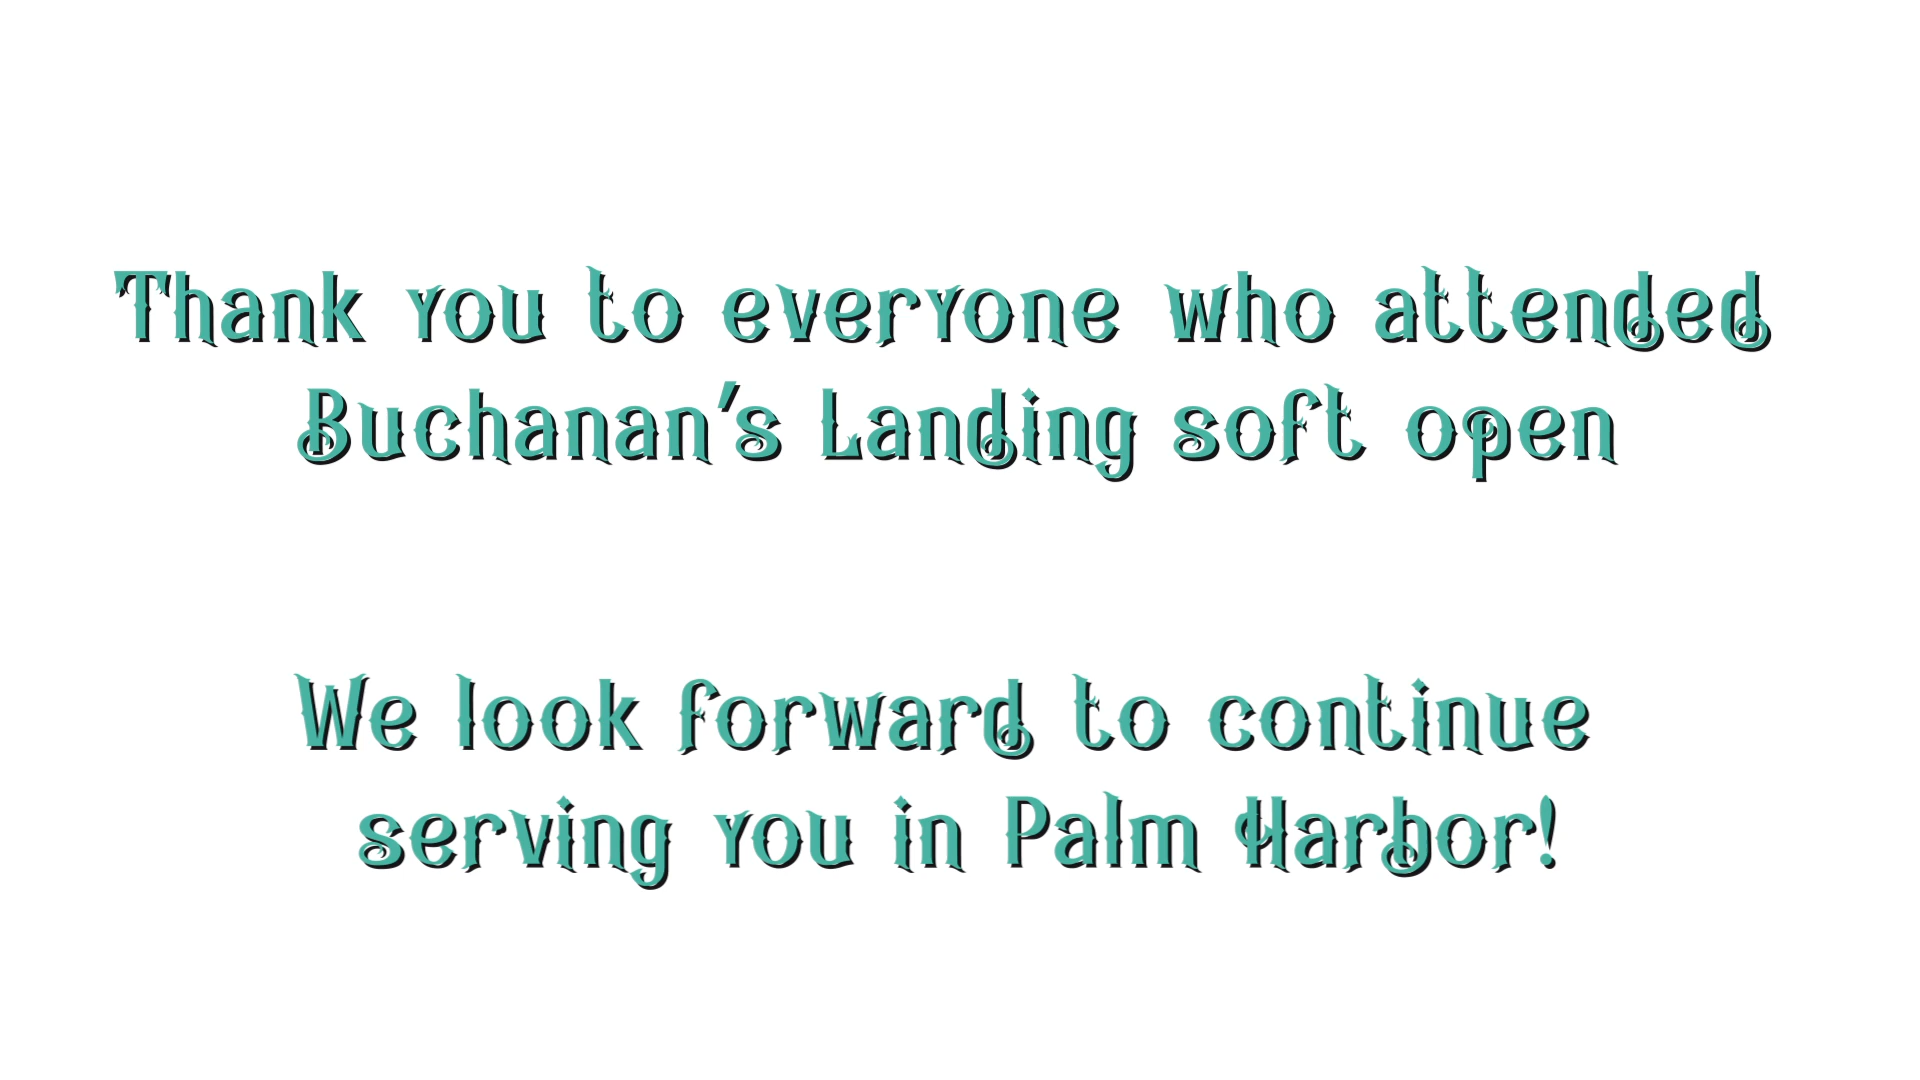 Thank you to everyone who attended
Buchanan's Landing soft open
We look forward to continue
serving you in Palm Harbor!